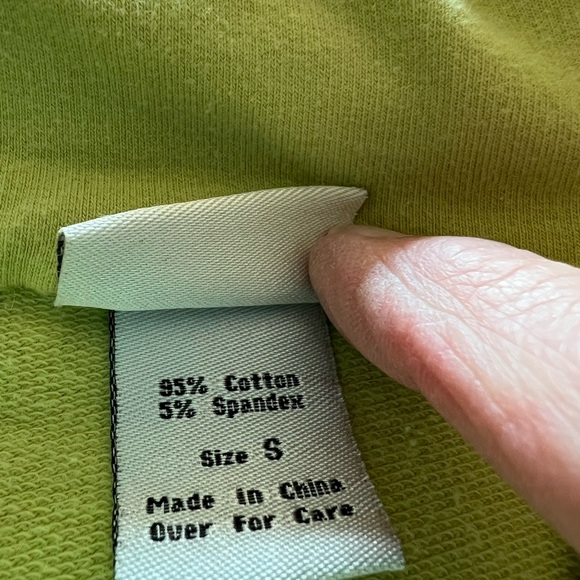 95% Cotton
5% Spandex
Size S
Made in China
Over For Care